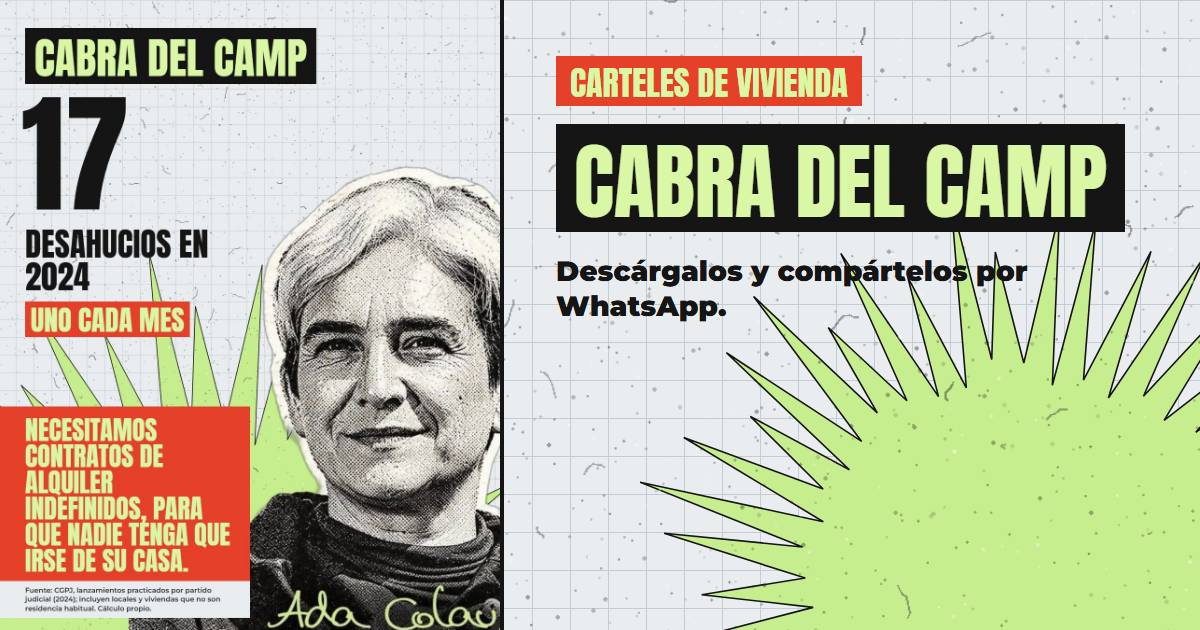 CABRA DEL CAMP
17
DESAHUCIOS EN
2024
UNO CADA MES
NECESITAMOS
CONTRATOS DE
ALQUILER
INDEFINIDOS, PARA
QUE NADIE TENGA QUE
IRSE DE SU CASA.
Fuente: CGPJ, lanzamientos practicados por partido
judicial (2024); incluyen locales y viviendas que no son
residencia habitual. Cálculo propio.
Ada Colau
CARTELES DE VIVIENDA
CABRA DEL CAMP
Descárgalos y compártelos por
WhatsApp.